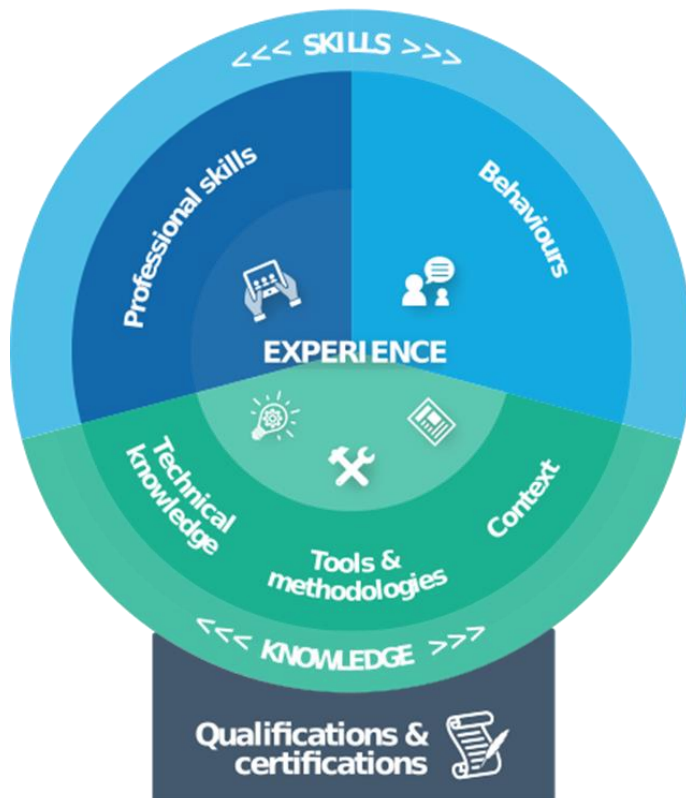 <<< SKILLS >>>
Professional skills
Behaviours
EXPERIENCE
Technical
knowledge
Tools &
methodologies
Context
<<< KNOWLEDGE >>>
Qualifications &
certifications